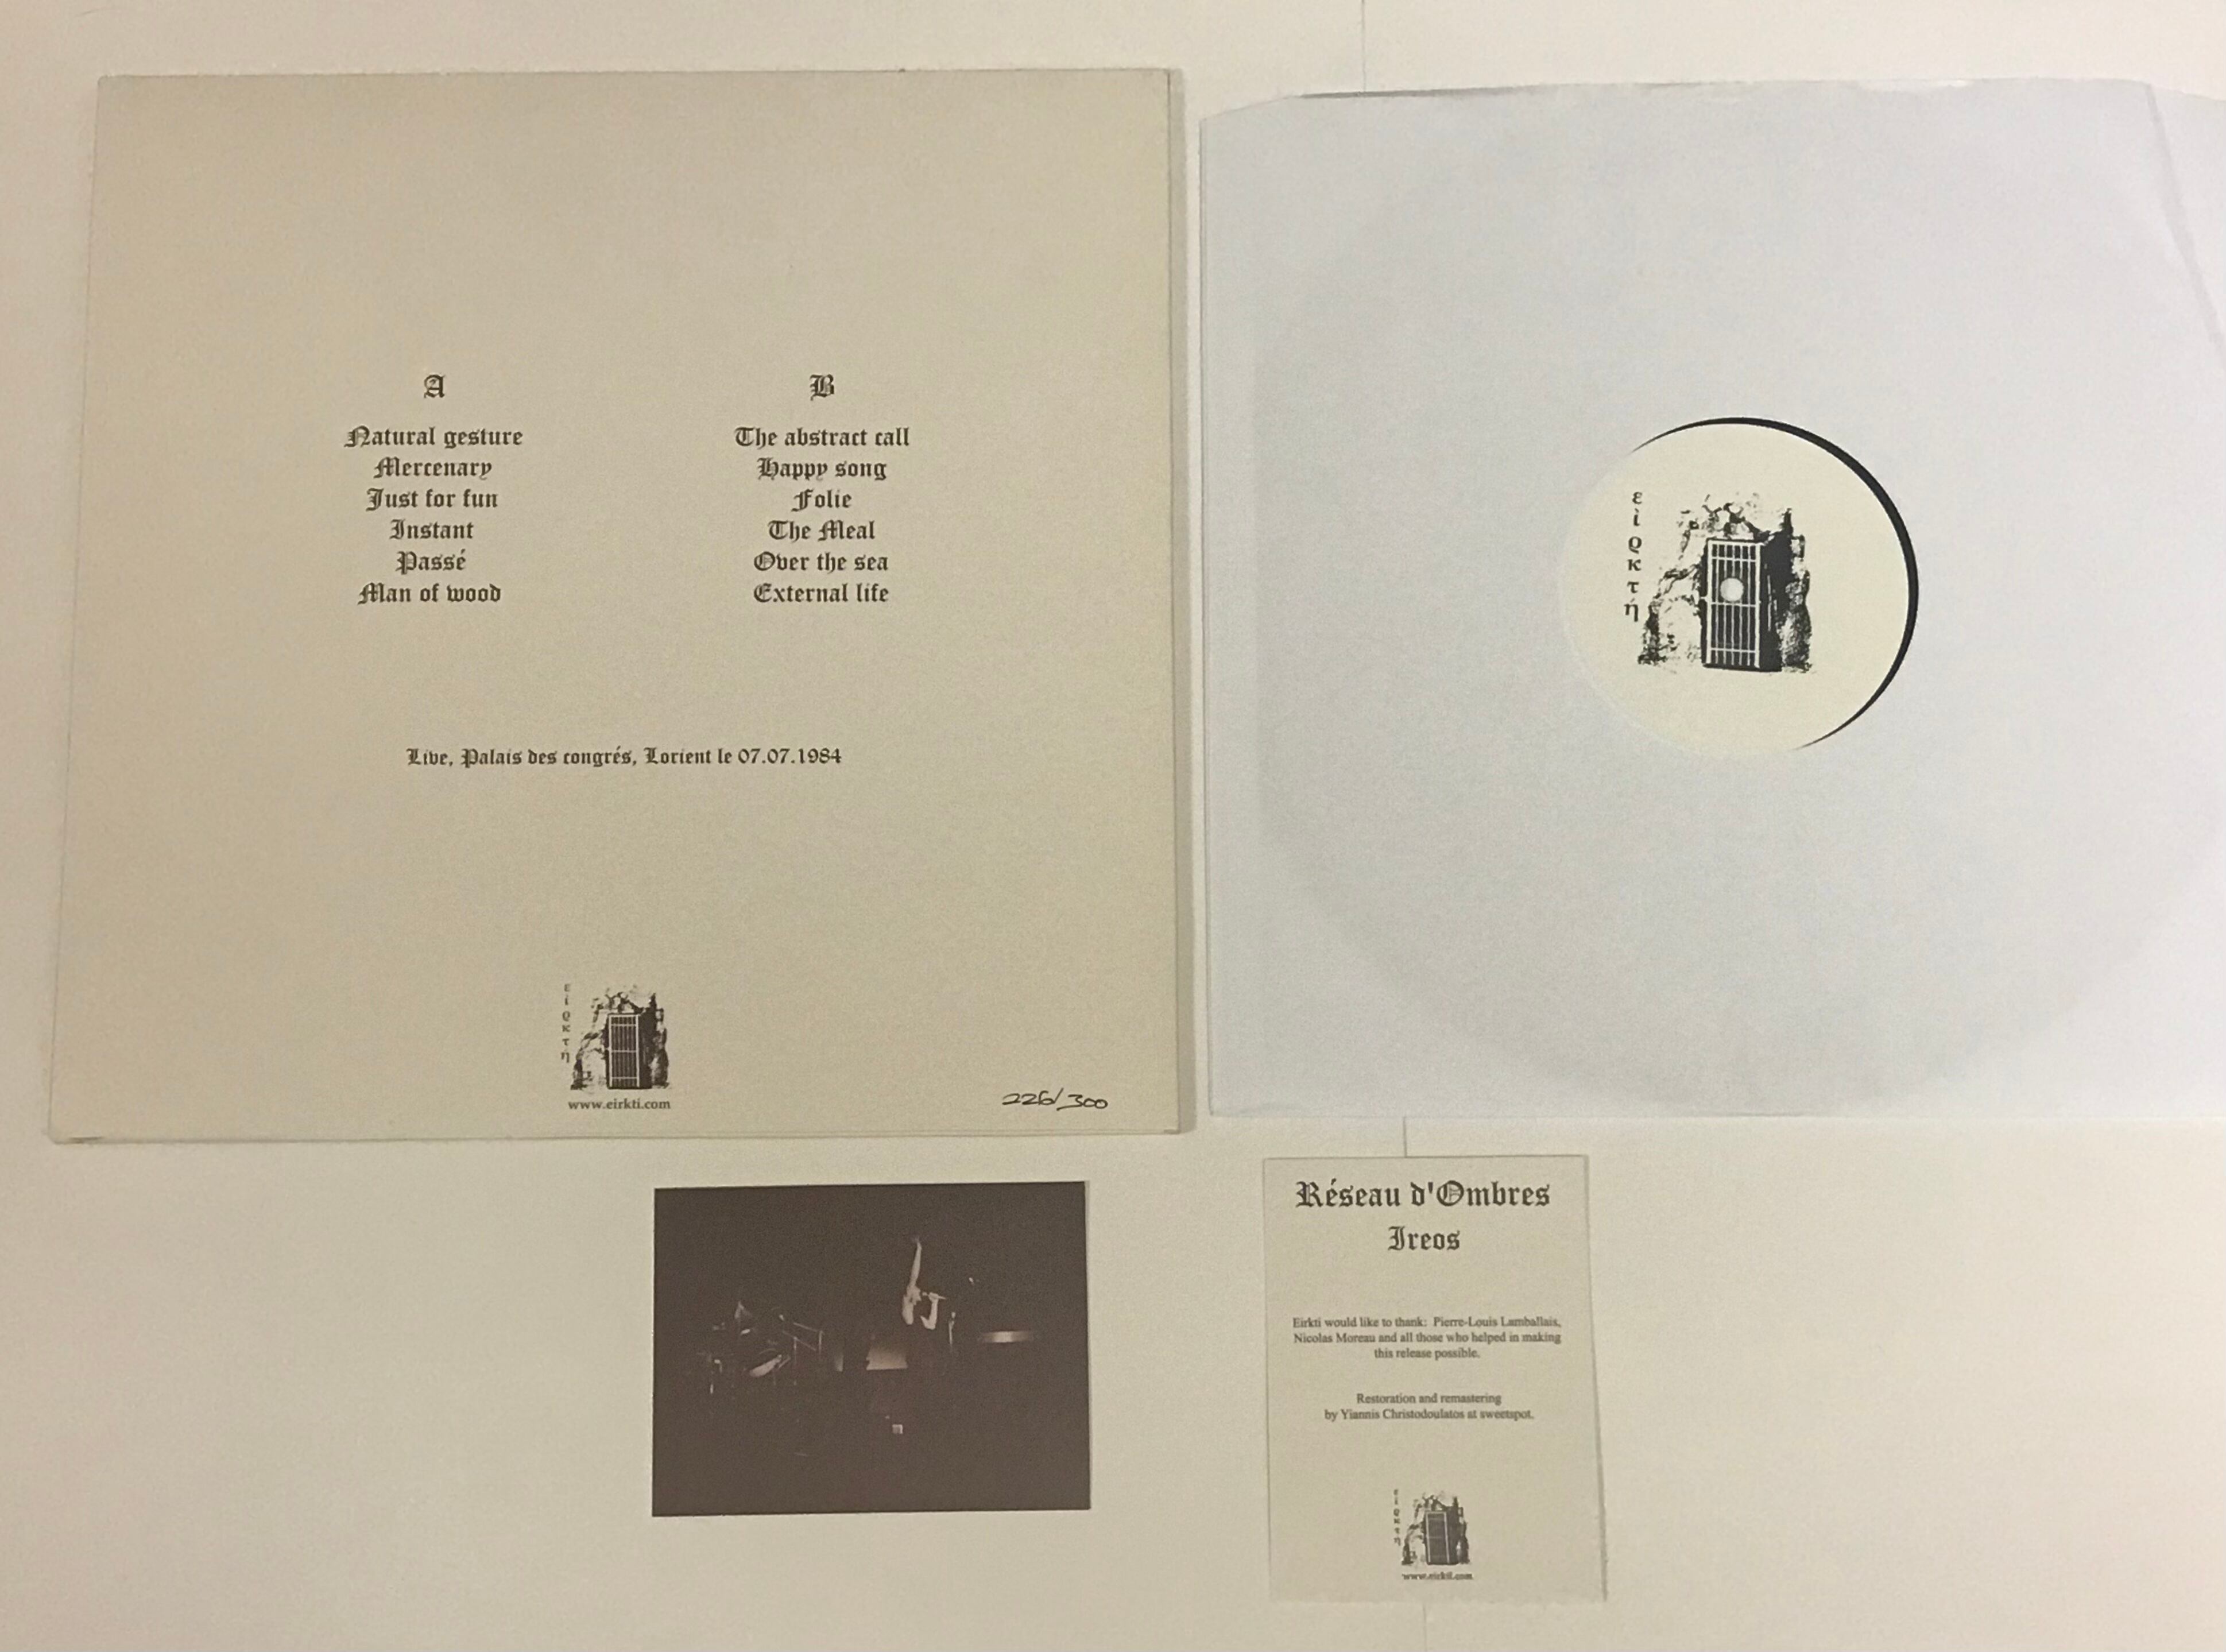 A
Natural gesture
Mercenary
Just for fun
Instant
Passé
Man of wood
B
The abstract call
Happy song
Folie
The Meal
Over the sea
External life
Live, Palais des congrés, Lorient le 07.07.1984
εἰρκτή
www.eirkti.com
226/300
εἰρκτή
Réseau d'Ombres
Ireos
Eirkti would like to thank: Pierre-Louis Lamballais,
Nicolas Moreau and all those who helped in making
this release possible.
Restoration and remastering
by Yiannis Christodoulatos at sweetspot.
εἰρκτή
www.eirkti.com